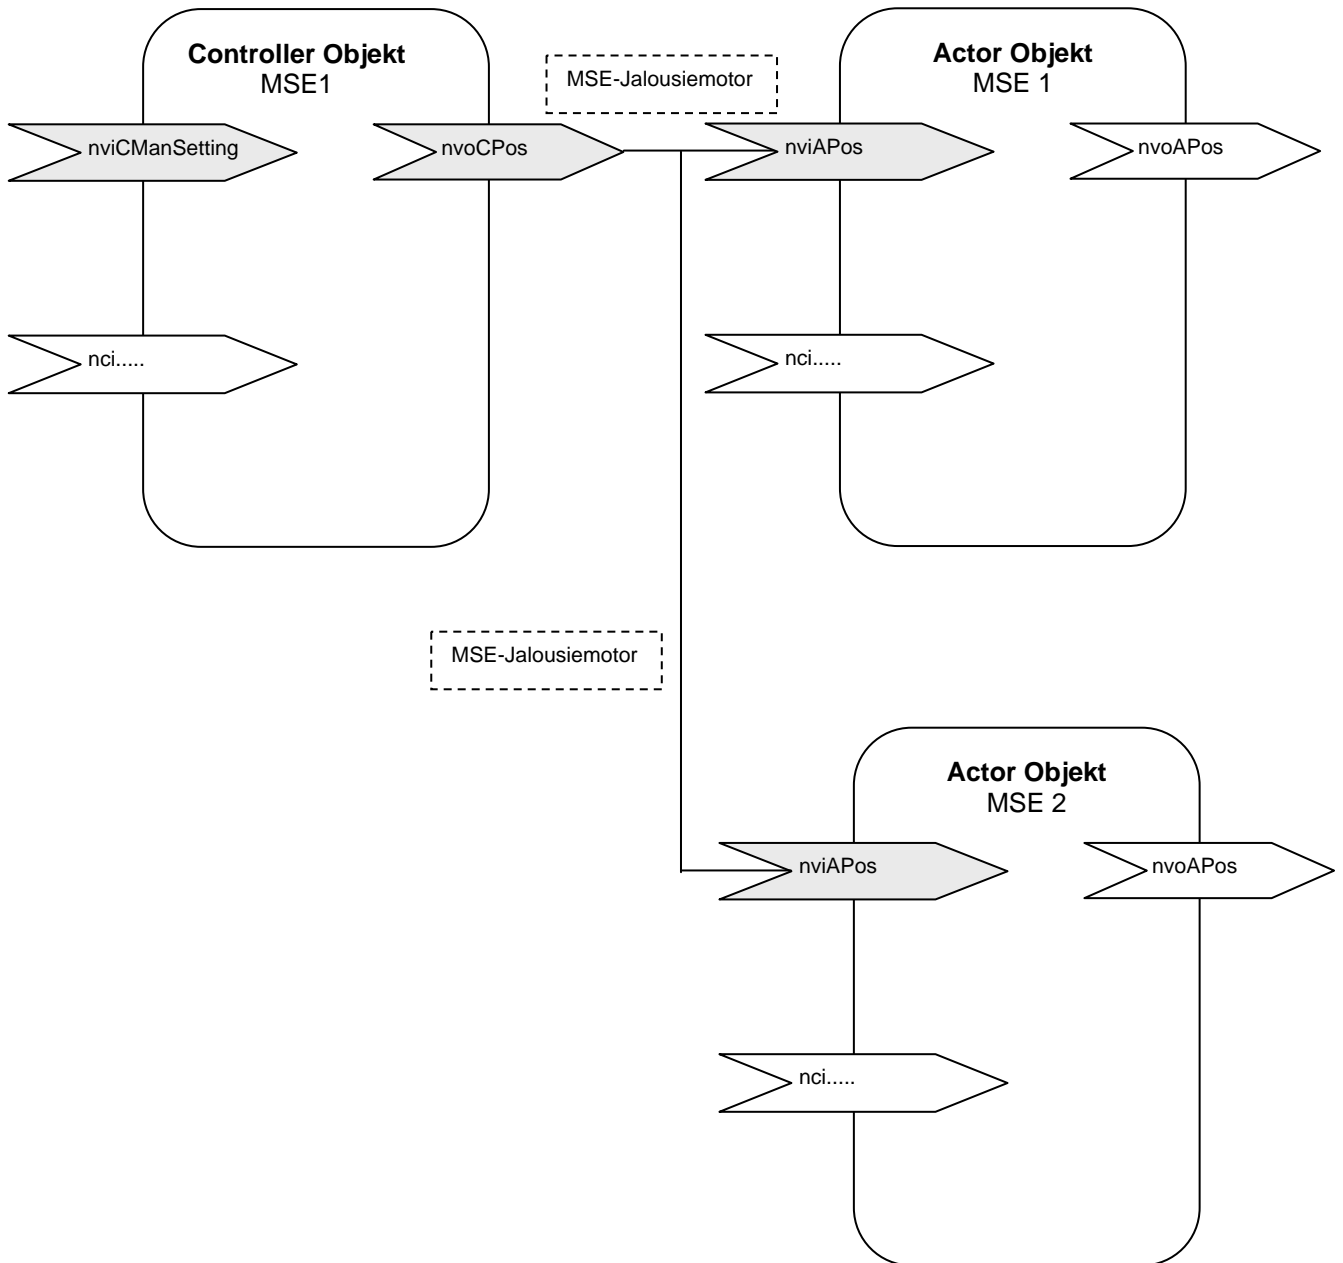 Controller Objekt
MSE1
MSE-Jalousiemotor
Actor Objekt
MSE 1
nviCManSetting
nvoCPos
nviAPos
nvoAPos
nci.....
nci.....
MSE-Jalousiemotor
Actor Objekt
MSE 2
nviAPos
nvoAPos
nci.....